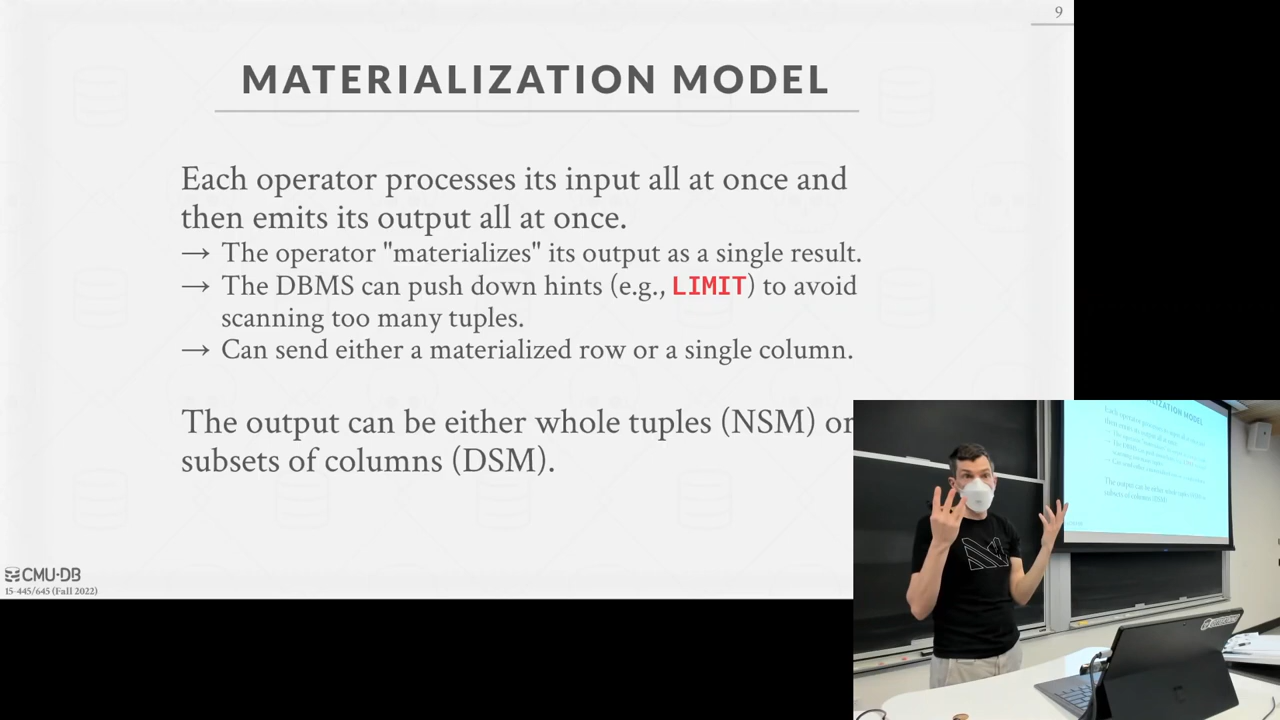 9
MATERIALIZATION MODEL
Each operator processes its input all at once and
then emits its output all at once.
→ The operator "materializes" its output as a single result.
→ The DBMS can push down hints (e.g., LIMIT) to avoid
scanning too many tuples.
→ Can send either a materialized row or a single column.
The output can be either whole tuples (NSM) or
subsets of columns (DSM).
CMU·DB
15-445/645 (Fall 2022)